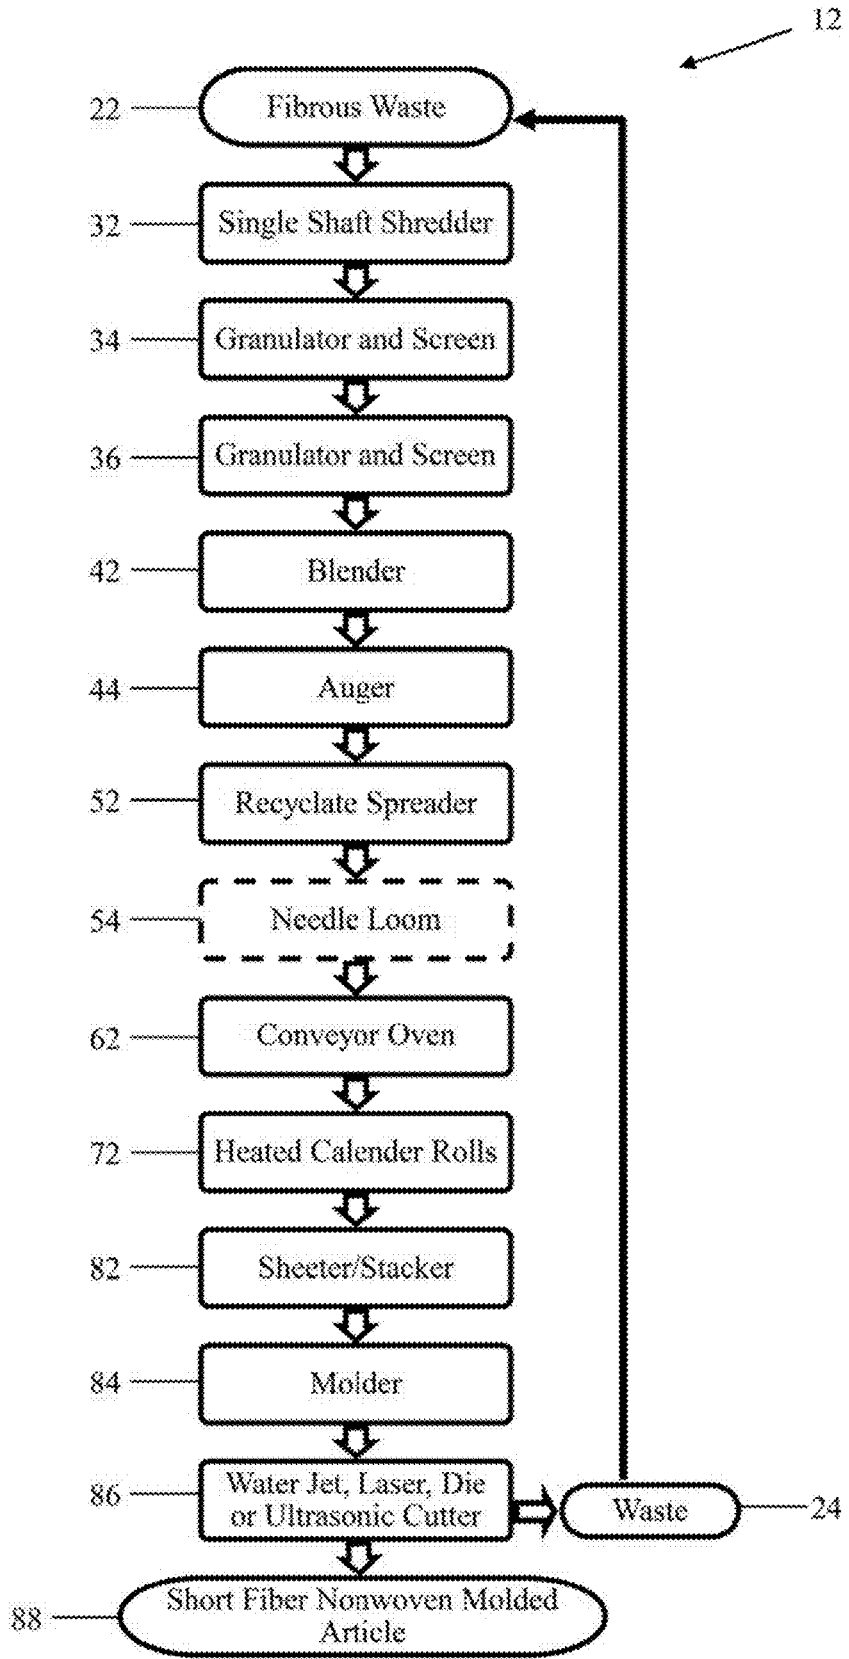 12
22 Fibrous Waste
32 Single Shaft Shredder
34 Granulator and Screen
36 Granulator and Screen
42 Blender
44 Auger
52 Recyclate Spreader
54 Needle Loom
62 Conveyor Oven
72 Heated Calender Rolls
82 Sheeter/Stacker
84 Molder
86 Water Jet, Laser, Die
or Ultrasonic Cutter
Waste 24
88 Short Fiber Nonwoven Molded
Article